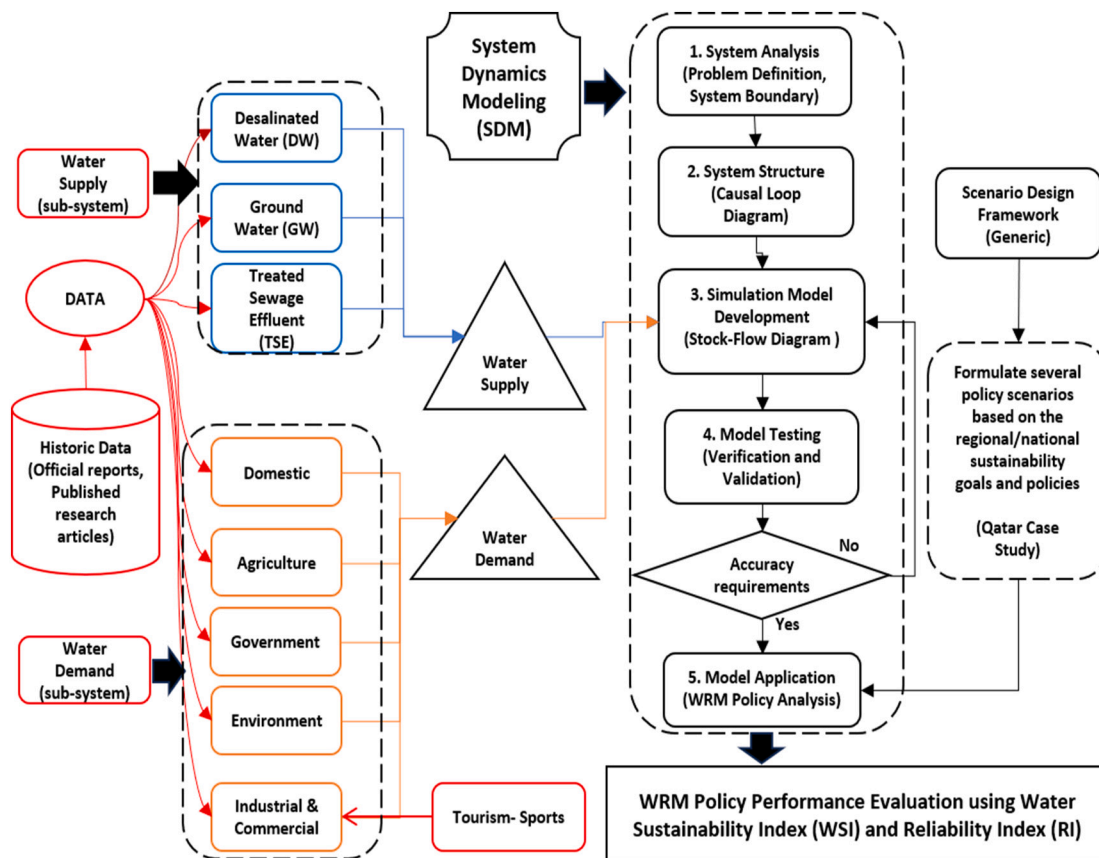 Water
Supply
(sub-system)
DATA
Historic Data
(Official reports,
Published
research
articles)
Water
Demand
(sub-system)
Desalinated
Water (DW)
Ground
Water (GW)
Treated
Sewage
Effluent
(TSE)
Domestic
Agriculture
Government
Environment
Industrial &
Commercial
Tourism- Sports
Water
Supply
Water
Demand
System
Dynamics
Modeling
(SDM)
1. System Analysis
(Problem Definition,
System Boundary)
2. System Structure
(Causal Loop
Diagram)
3. Simulation Model
Development
(Stock-Flow Diagram )
4. Model Testing
(Verification and
Validation)
Accuracy
requirements
No
Yes
5. Model Application
(WRM Policy Analysis)
Scenario Design
Framework
(Generic)
Formulate several
policy scenarios
based on the
regional/national
sustainability
goals and policies
(Qatar Case
Study)
WRM Policy Performance Evaluation using Water
Sustainability Index (WSI) and Reliability Index (RI)